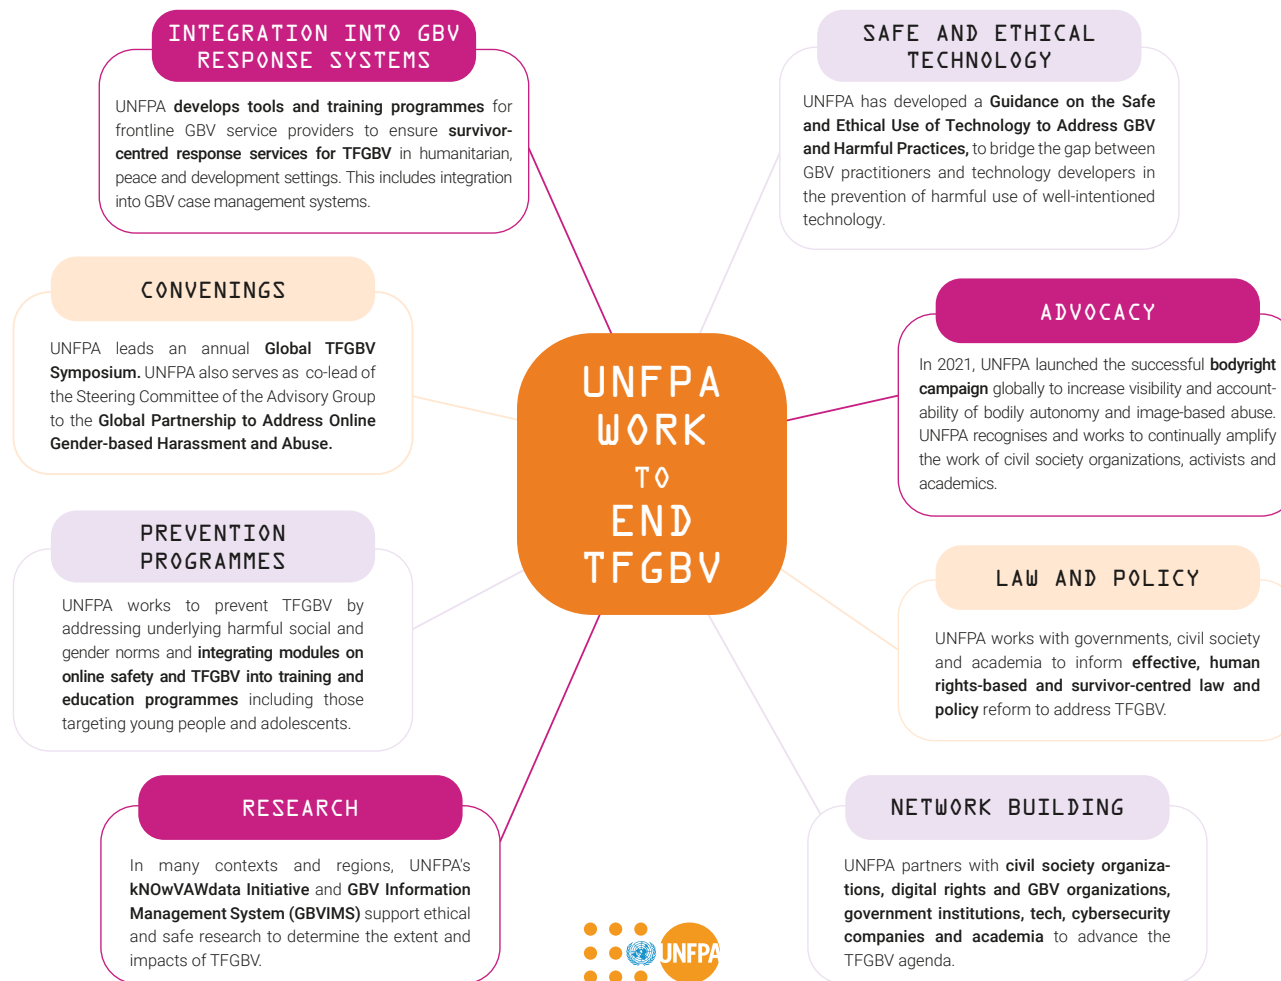 INTEGRATION INTO GBV
RESPONSE SYSTEMS
UNFPA develops tools and training programmes for
frontline GBV service providers to ensure survivor-
centred response services for TFGBV in humanitarian,
peace and development settings. This includes integration
into GBV case management systems.
SAFE AND ETHICAL
TECHNOLOGY
UNFPA has developed a Guidance on the Safe
and Ethical Use of Technology to Address GBV
and Harmful Practices, to bridge the gap between
GBV practitioners and technology developers in
the prevention of harmful use of well-intentioned
technology.
CONVENINGS
UNFPA leads an annual Global TFGBV
Symposium. UNFPA also serves as co-lead of
the Steering Committee of the Advisory Group
to the Global Partnership to Address Online
Gender-based Harassment and Abuse.
ADVOCACY
In 2021, UNFPA launched the successful bodyright
campaign globally to increase visibility and account-
ability of bodily autonomy and image-based abuse.
UNFPA recognises and works to continually amplify
the work of civil society organizations, activists and
academics.
UNFPA
WORK
TO
END
TFGBV
PREVENTION
PROGRAMMES
UNFPA works to prevent TFGBV by
addressing underlying harmful social and
gender norms and integrating modules on
online safety and TFGBV into training and
education programmes including those
targeting young people and adolescents.
LAW AND POLICY
UNFPA works with governments, civil society
and academia to inform effective, human
rights-based and survivor-centred law and
policy reform to address TFGBV.
RESEARCH
In many contexts and regions, UNFPA's
kNOwVAWdata Initiative and GBV Information
Management System (GBVIMS) support ethical
and safe research to determine the extent and
impacts of TFGBV.
NETWORK BUILDING
UNFPA partners with civil society organiza-
tions, digital rights and GBV organizations,
government institutions, tech, cybersecurity
companies and academia to advance the
TFGBV agenda.
UNFPA